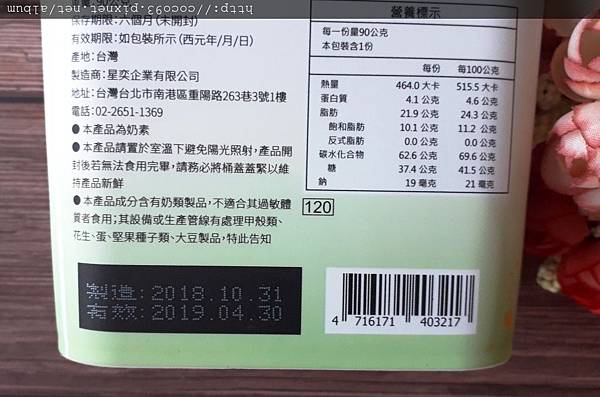 http://coco93.pixnet.net/album
重量:90公克
保存期限:六個月(未開封)
有效期限:如包裝所示(西元年/月/日)
產地:台灣
製造商:星奕企業有限公司
地址:台灣台北市南港區重陽路263巷3號1樓
電話:02-2651-1369
●本產品為奶素
●本產品請置於室溫下避免陽光照射,產品開
封後若無法食用完畢,請務必將桶蓋蓋緊以維
持產品新鮮
●本產品成分含有奶類製品,不適合其過敏體
質者食用;其設備或生產管線有處理甲殼類、
花生、蛋、堅果種子類、大豆製品,特此告知
營養標示
每一份量90公克
本包裝含1份
每份 每100公克
熱量 464.0 大卡 515.5 大卡
蛋白質 4.1 公克 4.6 公克
脂肪 21.9 公克 24.3 公克
飽和脂肪 10.1 公克 11.2 公克
反式脂肪 0.0 公克 0.0 公克
碳水化合物 62.6 公克 69.6 公克
糖 37.4 公克 41.5 公克
鈉 19 毫克 21 毫克
120
製造:2018.10.31
有效:2019.04.30
4 716171 403217